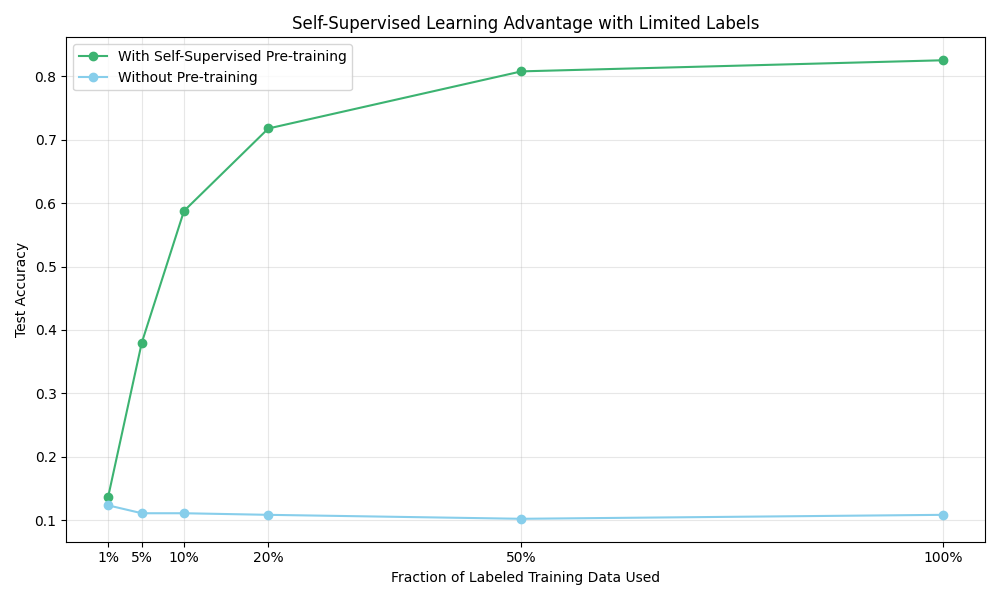 Self-Supervised Learning Advantage with Limited Labels
With Self-Supervised Pre-training
Without Pre-training
Test Accuracy
0.8
0.7
0.6
0.5
0.4
0.3
0.2
0.1
1% 5% 10% 20% 50% 100%
Fraction of Labeled Training Data Used